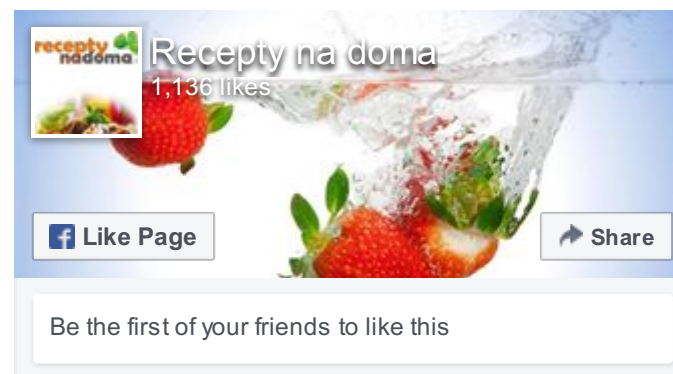 recepty
nadoma
Recepty na doma
1,136 likes
Like Page
Share
Be the first of your friends to like this